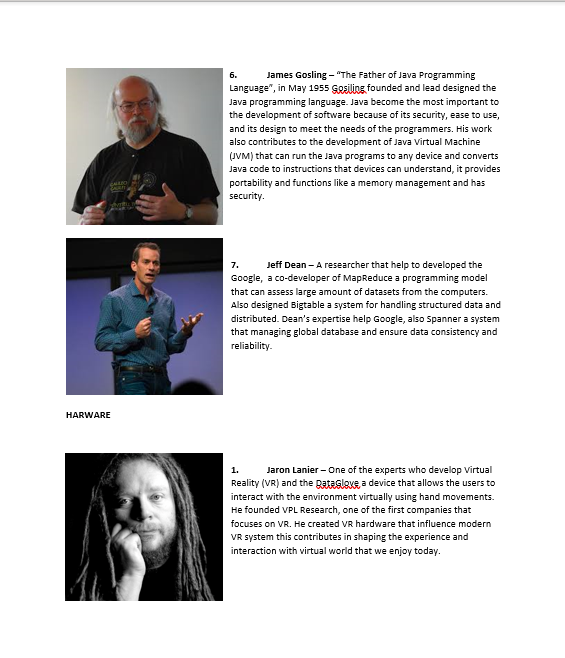 6. James Gosling – “The Father of Java Programming
Language”, in May 1955 Gosiling founded and lead designed the
Java programming language. Java become the most important to
the development of software because of its security, ease to use,
and its design to meet the needs of the programmers. His work
also contributes to the development of Java Virtual Machine
(JVM) that can run the Java programs to any device and converts
Java code to instructions that devices can understand, it provides
portability and functions like a memory management and has
security.
7. Jeff Dean – A researcher that help to developed the
Google, a co-developer of MapReduce a programming model
that can assess large amount of datasets from the computers.
Also designed Bigtable a system for handling structured data and
distributed. Dean’s expertise help Google, also Spanner a system
that managing global database and ensure data consistency and
reliability.
HARWARE
1. Jaron Lanier – One of the experts who develop Virtual
Reality (VR) and the DataGlove a device that allows the users to
interact with the environment virtually using hand movements.
He founded VPL Research, one of the first companies that
focuses on VR. He created VR hardware that influence modern
VR system this contributes in shaping the experience and
interaction with virtual world that we enjoy today.